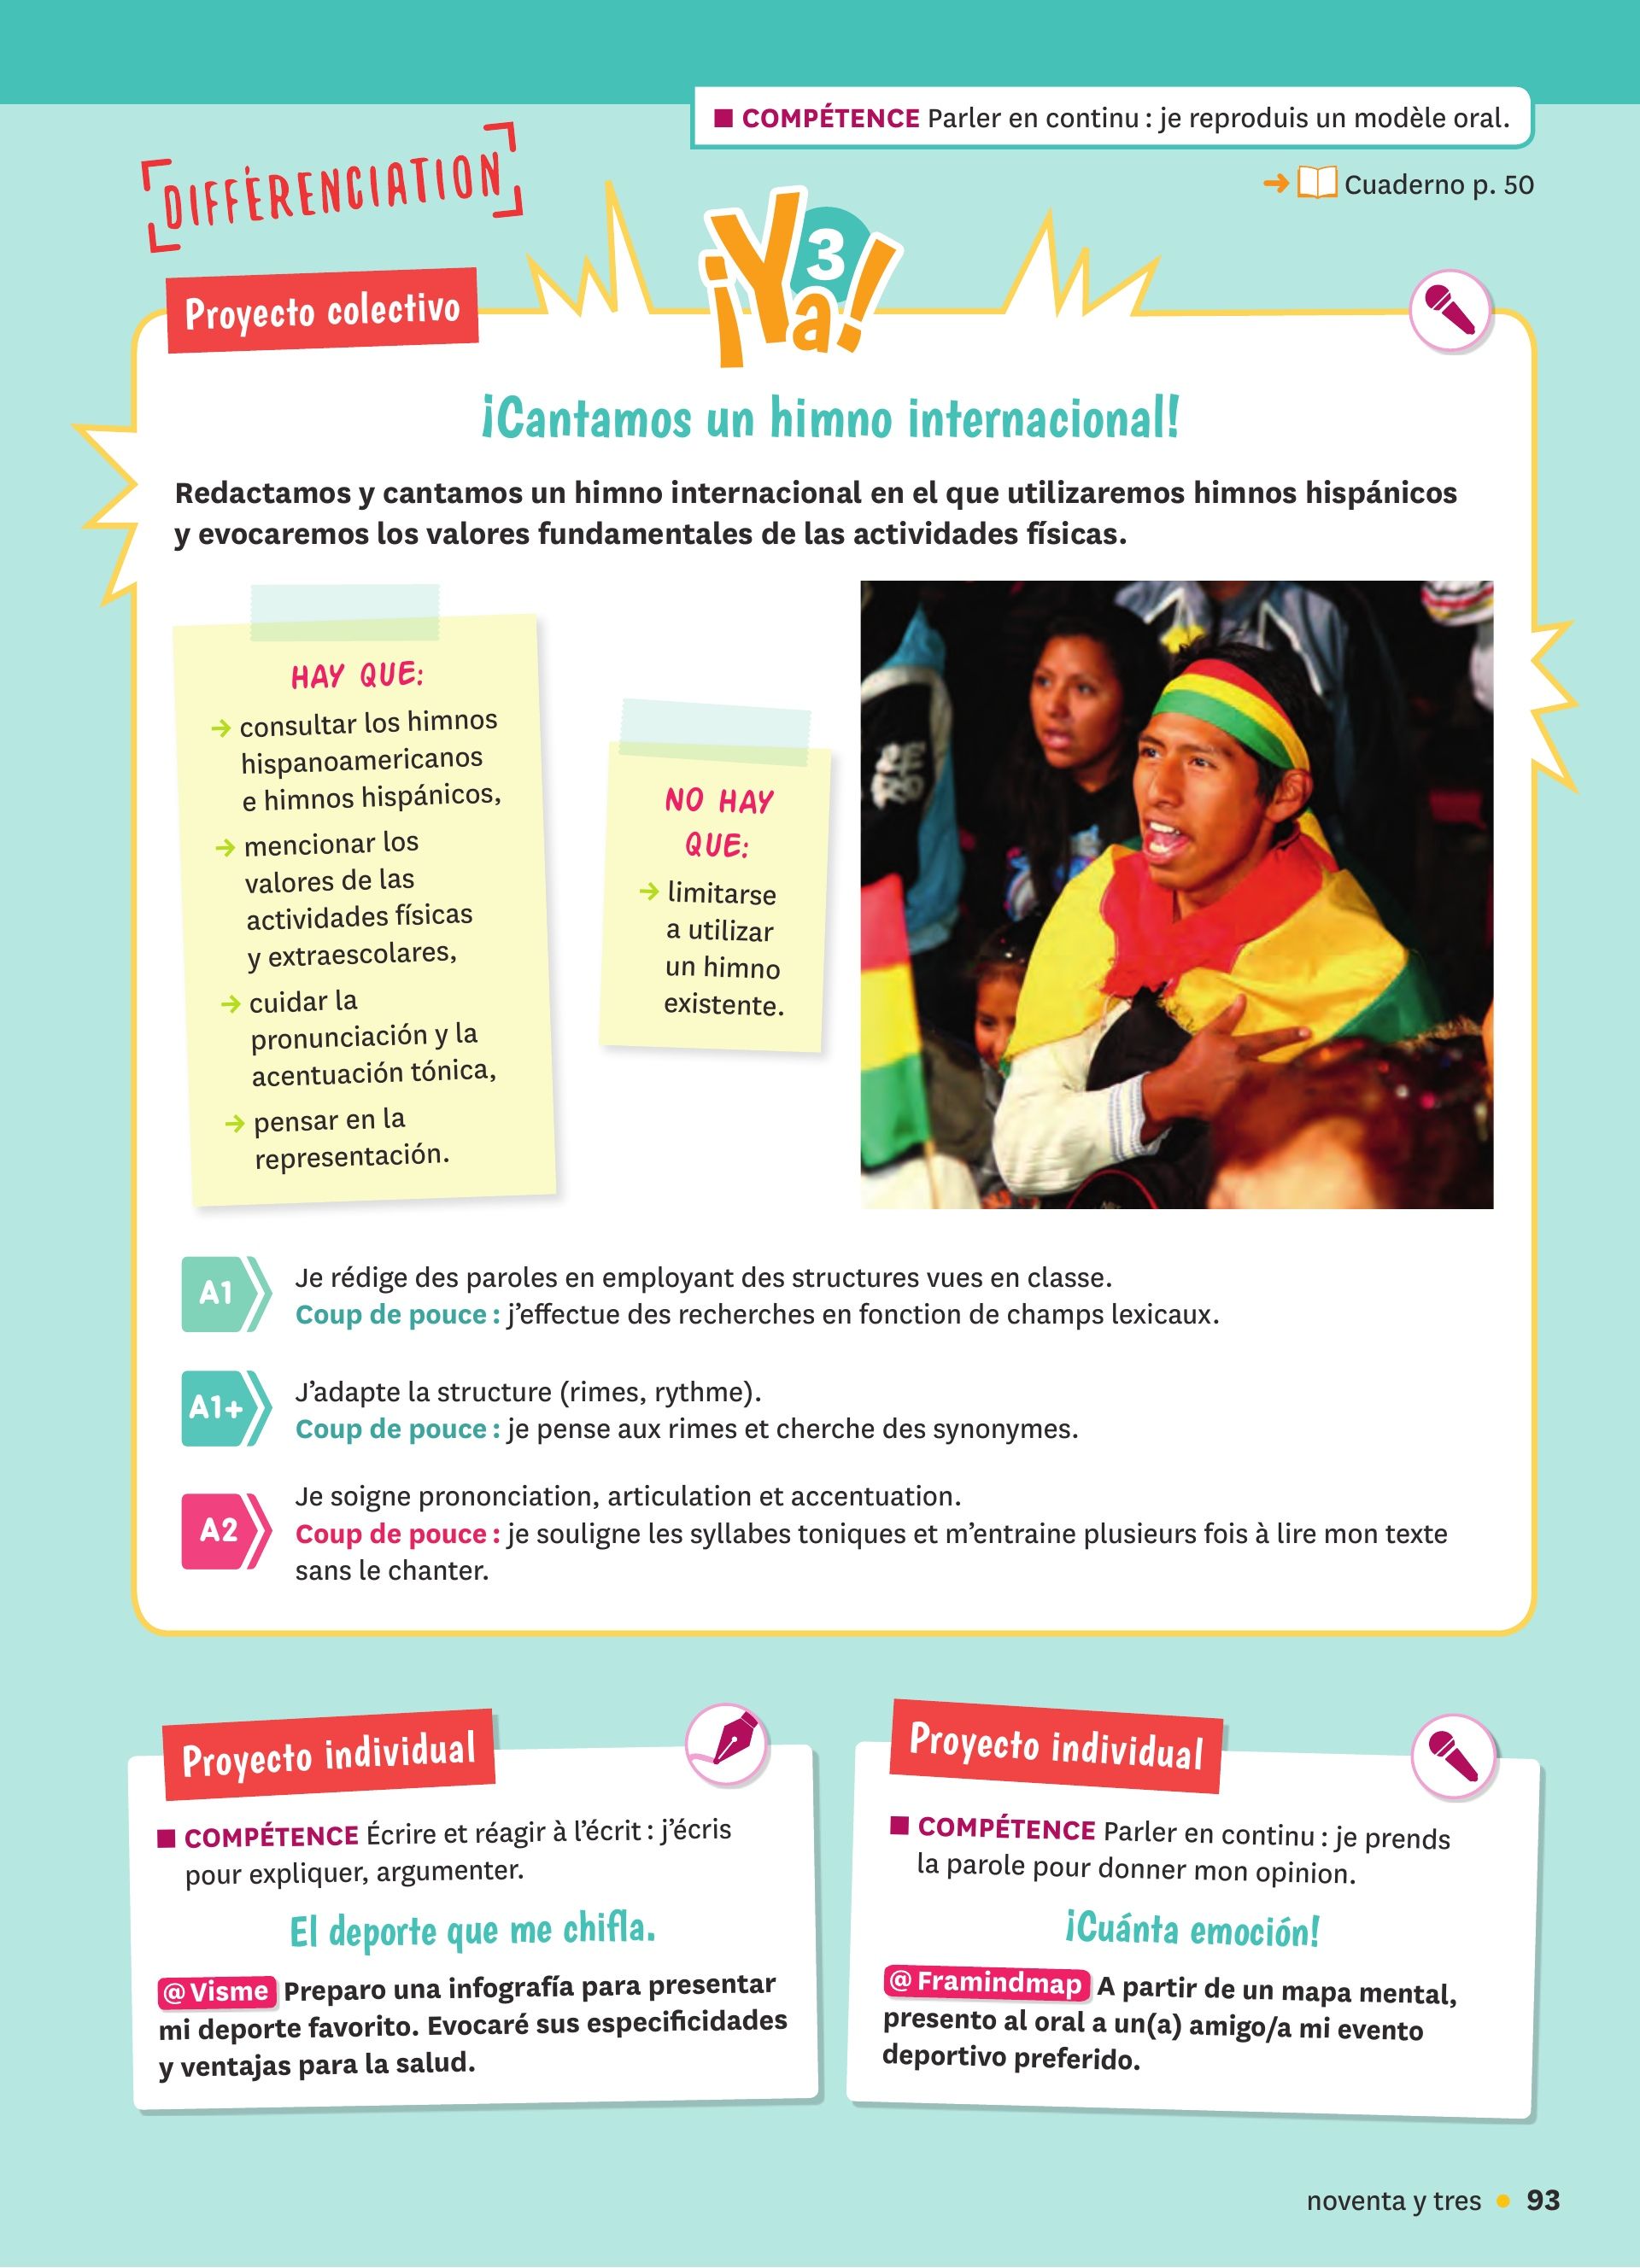 ■ COMPÉTENCE Parler en continu : je reproduis un modèle oral.
DIFFÉRENCIATION
➜ Cuaderno p. 50
¡Ya! 3
Proyecto colectivo
¡Cantamos un himno internacional!
Redactamos y cantamos un himno internacional en el que utilizaremos himnos hispánicos
y evocaremos los valores fundamentales de las actividades físicas.
HAY QUE:
→ consultar los himnos
hispanoamericanos
e himnos hispánicos,
→ mencionar los
valores de las
actividades físicas
y extraescolares,
→ cuidar la
pronunciación y la
acentuación tónica,
→ pensar en la
representación.
NO HAY
QUE:
→ limitarse
a utilizar
un himno
existente.
A1
Je rédige des paroles en employant des structures vues en classe.
Coup de pouce : j’effectue des recherches en fonction de champs lexicaux.
A1+
J’adapte la structure (rimes, rythme).
Coup de pouce : je pense aux rimes et cherche des synonymes.
A2
Je soigne prononciation, articulation et accentuation.
Coup de pouce : je souligne les syllabes toniques et m’entraine plusieurs fois à lire mon texte
sans le chanter.
Proyecto individual
■ COMPÉTENCE Écrire et réagir à l’écrit : j’écris
pour expliquer, argumenter.
El deporte que me chifla.
@Visme Preparo una infografía para presentar
mi deporte favorito. Evocaré sus especificidades
y ventajas para la salud.
Proyecto individual
■ COMPÉTENCE Parler en continu : je prends
la parole pour donner mon opinion.
¡Cuánta emoción!
@Framindmap A partir de un mapa mental,
presento al oral a un(a) amigo/a mi evento
deportivo preferido.
noventa y tres • 93